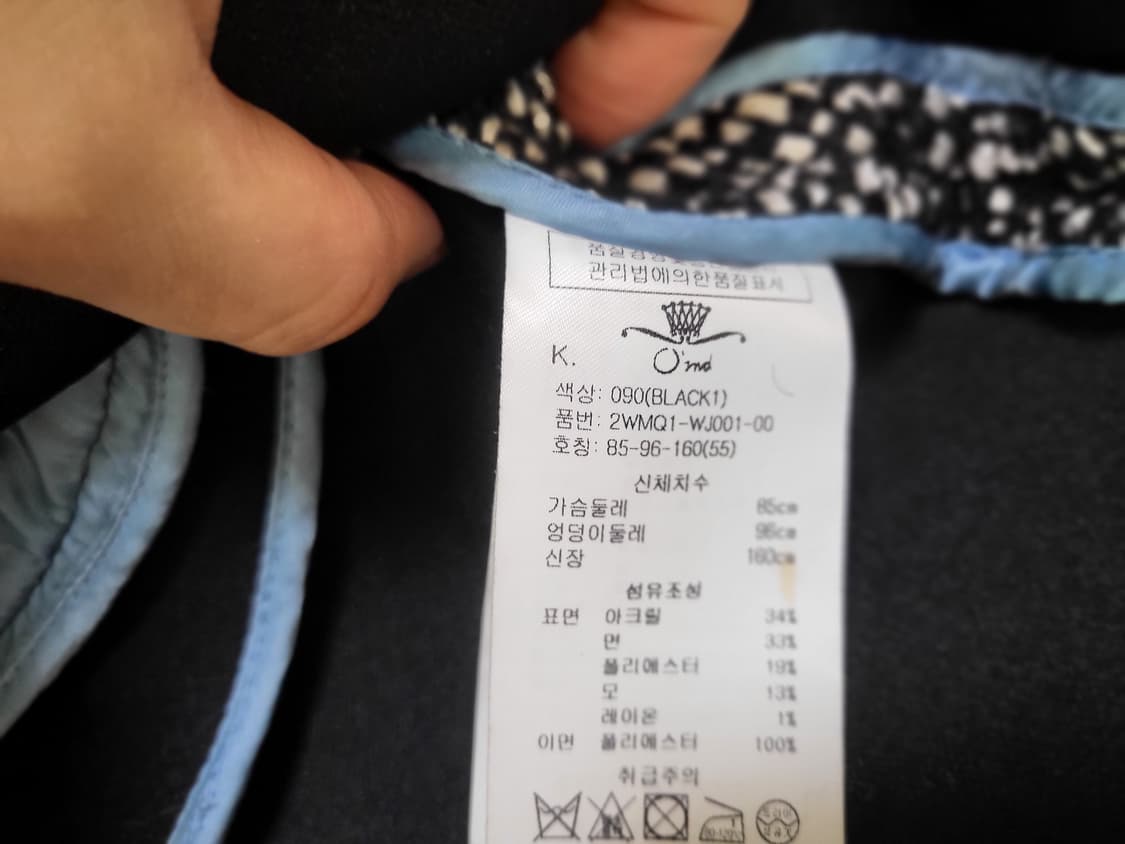 관리법에의한품질표시
K.
O'md
색상: 090(BLACK1)
품번: 2WMQ1-WJ001-00
호칭: 85-96-160(55)
신체치수
가슴둘레 85cm
엉덩이둘레 96cm
신장 160cm
섬유조성
표면 아크릴 34%
면 33%
폴리에스터 19%
모 13%
레이온 1%
이면 폴리에스터 100%
취급주의